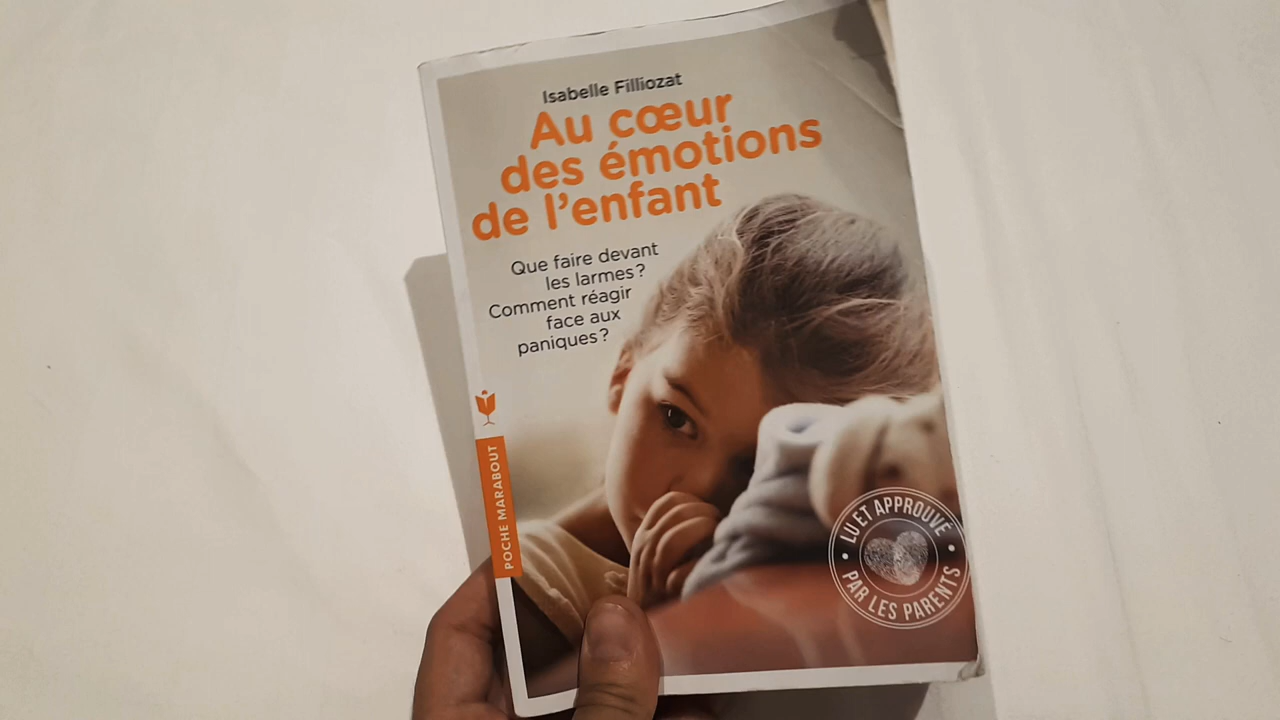 Isabelle Filliozat
Au cœur
des émotions
de l'enfant
Que faire devant
les larmes ?
Comment réagir
face aux
paniques ?
POCHE MARABOUT
LU ET APPROUVÉ
PAR LES PARENTS